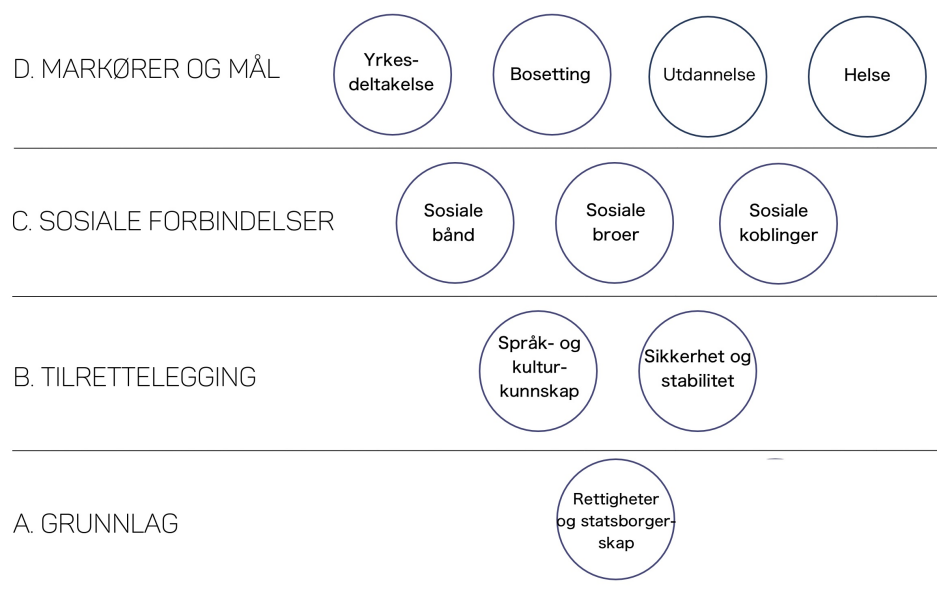 D. MARKØRER OG MÅL
Yrkes-
deltakelse
Bosetting
Utdannelse
Helse
C. SOSIALE FORBINDELSER
Sosiale
bånd
Sosiale
broer
Sosiale
koblinger
B. TILRETTELEGGING
Språk- og
kultur-
kunnskap
Sikkerhet og
stabilitet
A. GRUNNLAG
Rettigheter
og statsborger-
skap